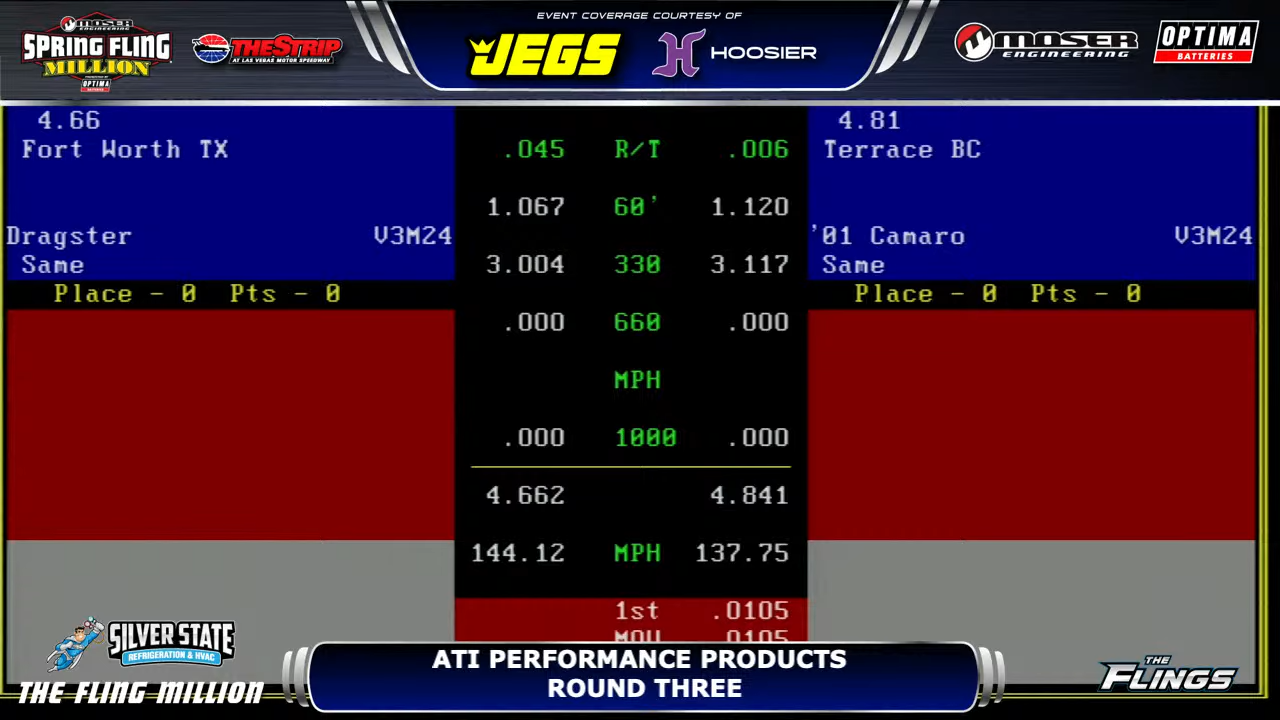 EVENT COVERAGE COURTESY OF
MOSER ENGINEERING
SPRING FLING
MILLION
OPTIMA
THE STRIP
AT LAS VEGAS MOTOR SPEEDWAY
JEGS
HOOSIER
MOSER
ENGINEERING
OPTIMA
BATTERIES
4.66 4.81
Fort Worth TX .045 R/T .006 Terrace BC
1.067 60' 1.120
Dragster V3M24 '01 Camaro V3M24
Same 3.004 330 3.117 Same
Place - 0 Pts - 0 Place - 0 Pts - 0
.000 660 .000
MPH
.000 1000 .000
4.662 4.841
144.12 MPH 137.75
1st .0105
MOV .0105
SILVER STATE
REFRIGERATION & HVAC
THE FLING MILLION
ATI PERFORMANCE PRODUCTS
ROUND THREE
THE
FLINGS